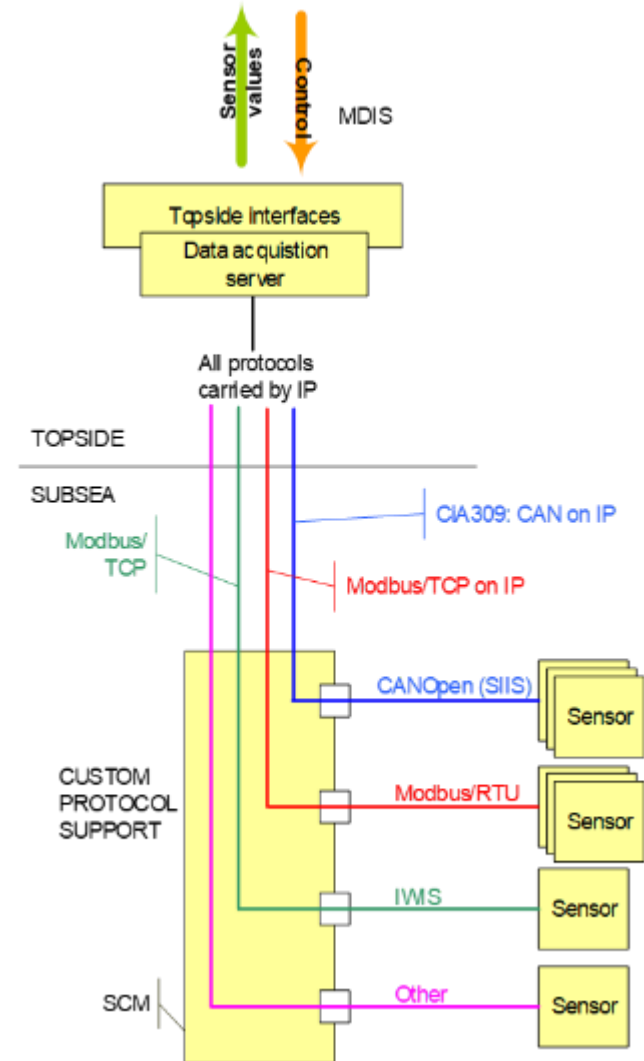 Sensor
values
Control
MDIS
Topside interfaces
Data acquistion
server
All protocols
carried by IP
TOPSIDE
SUBSEA
CiA309: CAN on IP
Modbus/
TCP
Modbus/TCP on IP
CANOpen (SIIS)
Sensor
CUSTOM
PROTOCOL
SUPPORT
Modbus/RTU
Sensor
IWIS
Sensor
SCM
Other
Sensor